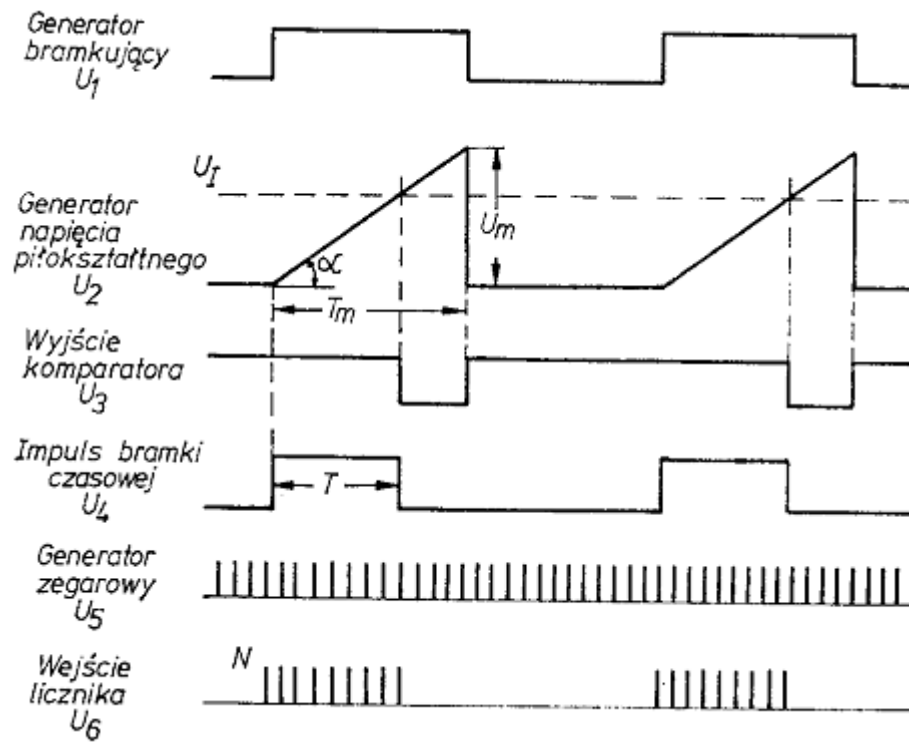 Generator
bramkujący
U1
UI
Generator
napięcia
piłokształtnego
U2
α
Um
Tm
Wyjście
komparatora
U3
Impuls bramki
czasowej
U4
T
Generator
zegarowy
U5
Wejście
licznika
U6
N